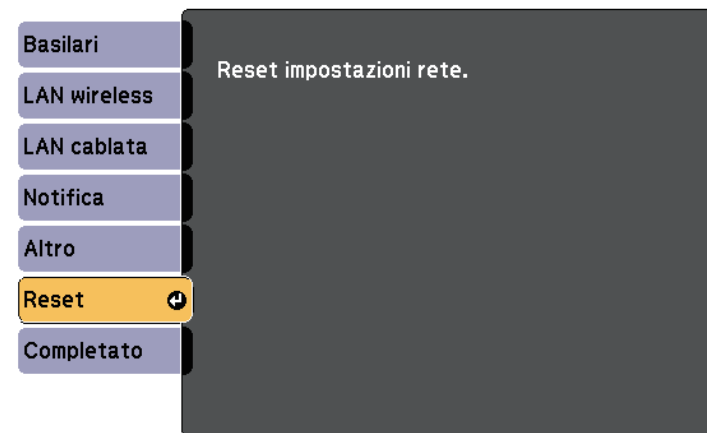 Basilari
Reset impostazioni rete.
LAN wireless
LAN cablata
Notifica
Altro
Reset
Completato